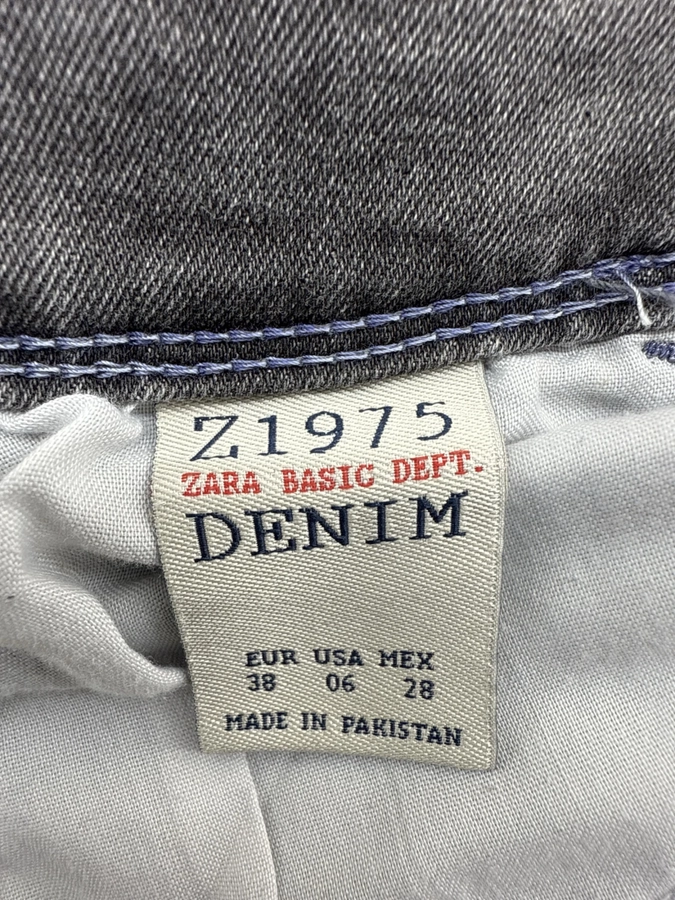 Z1975
ZARA BASIC DEPT.
DENIM
EUR USA MEX
38 06 28
MADE IN PAKISTAN